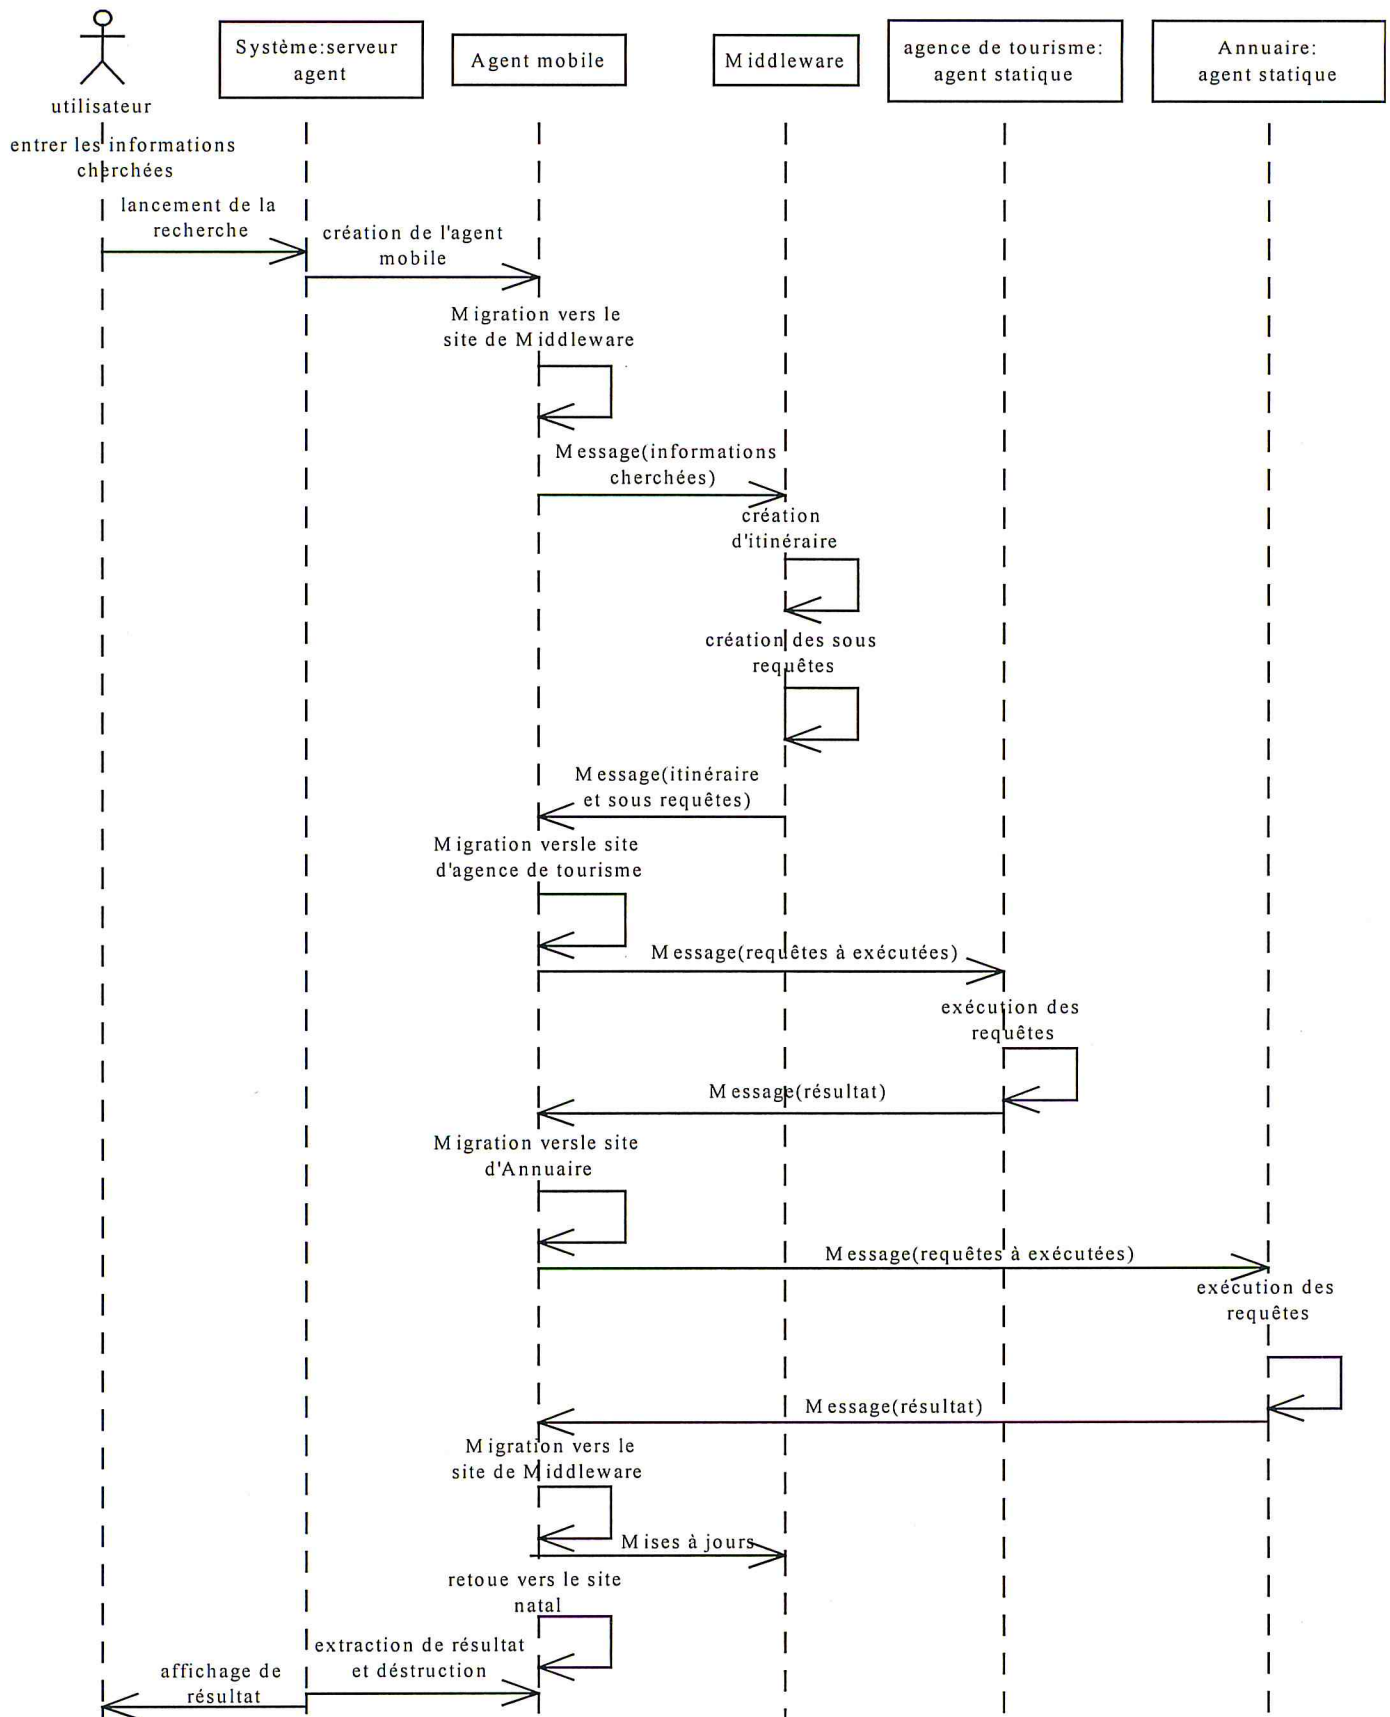 Système:serveur
agent
Agent mobile
Middleware
agence de tourisme:
agent statique
Annuaire:
agent statique
utilisateur
entrer les informations
cherchées
lancement de la
recherche
création de l'agent
mobile
Migration vers le
site de Middleware
Message(informations
cherchées)
création
d'itinéraire
création des sous
requêtes
Message(itinéraire
et sous requêtes)
Migration versle site
d'agence de tourisme
Message(requêtes à exécutées)
exécution des
requêtes
Message(résultat)
Migration versle site
d'Annuaire
Message(requêtes à exécutées)
exécution des
requêtes
Message(résultat)
Migration vers le
site de Middleware
Mises à jours
retoue vers le site
natal
extraction de résultat
et déstruction
affichage de
résultat